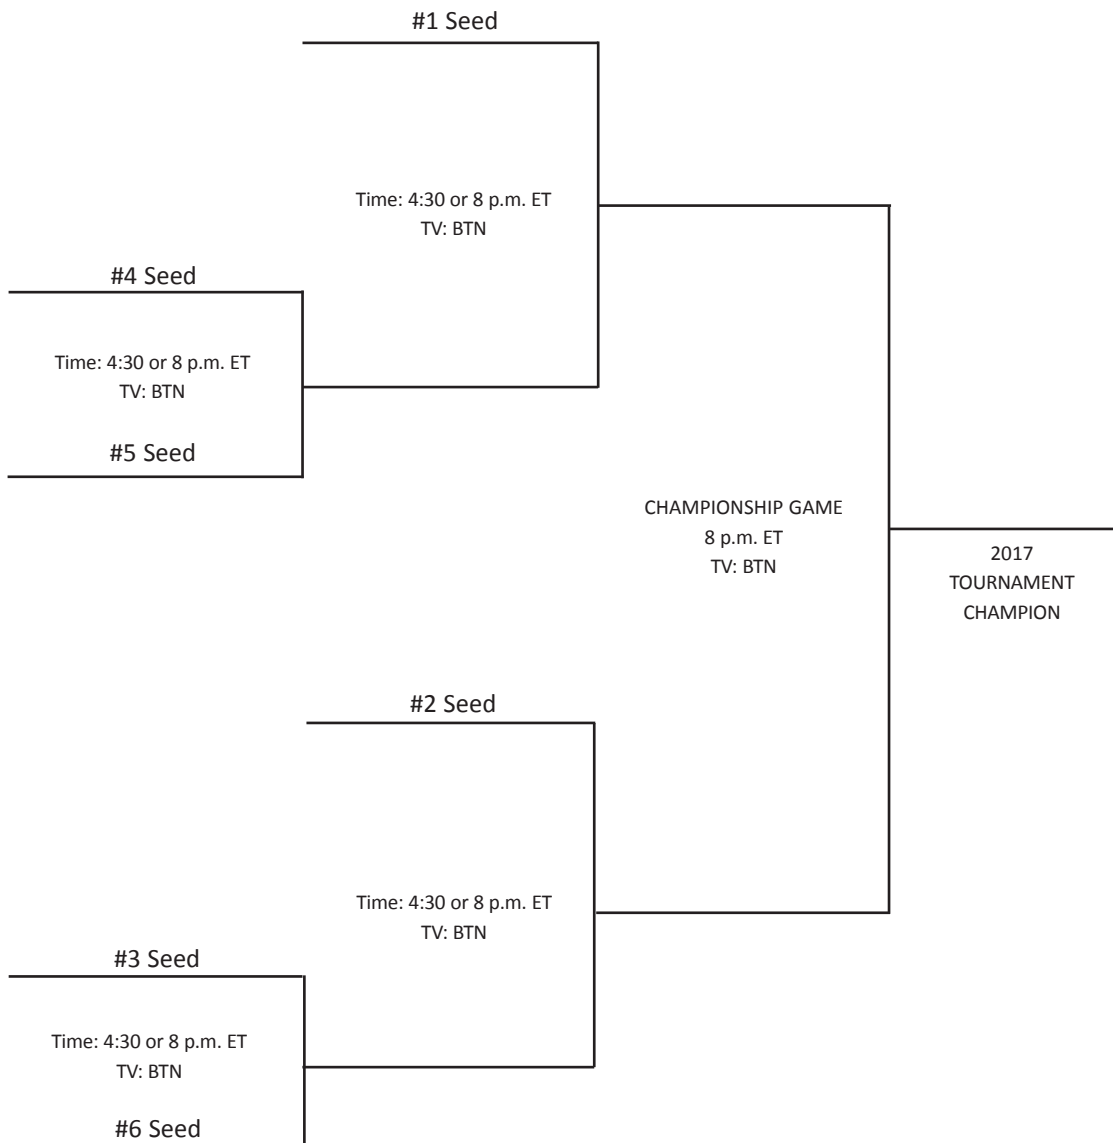 #1 Seed
Time: 4:30 or 8 p.m. ET
TV: BTN
#4 Seed
Time: 4:30 or 8 p.m. ET
TV: BTN
#5 Seed
CHAMPIONSHIP GAME
8 p.m. ET
TV: BTN
2017
TOURNAMENT
CHAMPION
#2 Seed
Time: 4:30 or 8 p.m. ET
TV: BTN
#3 Seed
Time: 4:30 or 8 p.m. ET
TV: BTN
#6 Seed